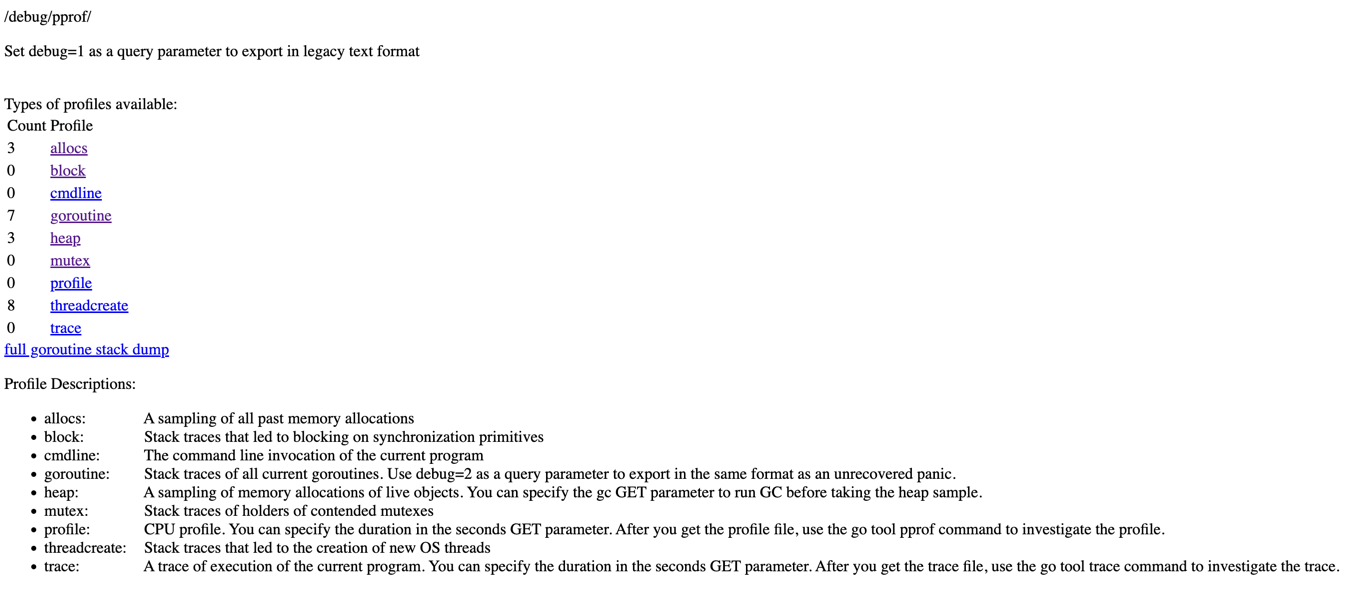 /debug/pprof/
Set debug=1 as a query parameter to export in legacy text format
Types of profiles available:
Count Profile
3 allocs
0 block
0 cmdline
7 goroutine
3 heap
0 mutex
0 profile
8 threadcreate
0 trace
full goroutine stack dump
Profile Descriptions:
• allocs: A sampling of all past memory allocations
• block: Stack traces that led to blocking on synchronization primitives
• cmdline: The command line invocation of the current program
• goroutine: Stack traces of all current goroutines. Use debug=2 as a query parameter to export in the same format as an unrecovered panic.
• heap: A sampling of memory allocations of live objects. You can specify the gc GET parameter to run GC before taking the heap sample.
• mutex: Stack traces of holders of contended mutexes
• profile: CPU profile. You can specify the duration in the seconds GET parameter. After you get the profile file, use the go tool pprof command to investigate the profile.
• threadcreate: Stack traces that led to the creation of new OS threads
• trace: A trace of execution of the current program. You can specify the duration in the seconds GET parameter. After you get the trace file, use the go tool trace command to investigate the trace.